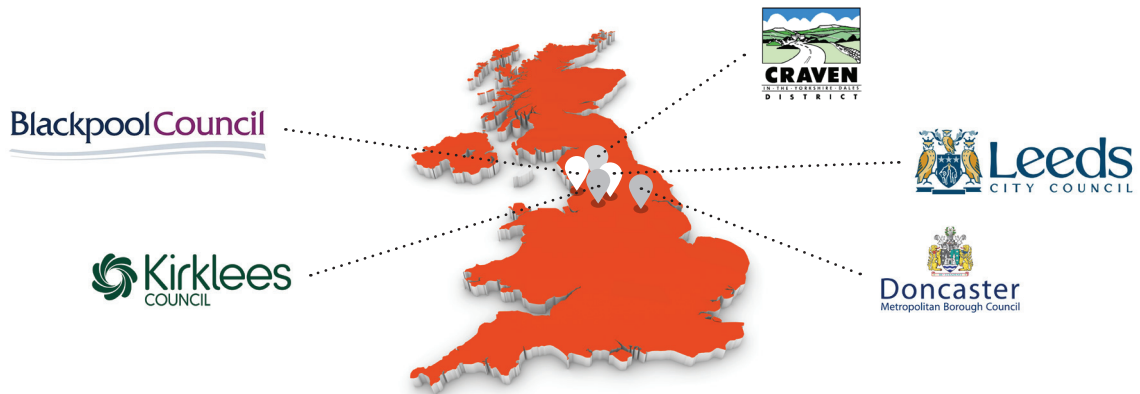 CRAVEN
IN · THE · YORKSHIRE · DALES
DISTRICT
Blackpool Council
Leeds
CITY COUNCIL
Kirklees
COUNCIL
Doncaster
Metropolitan Borough Council